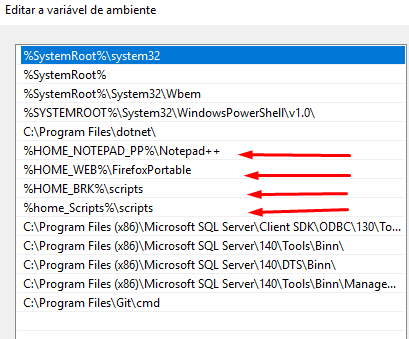 Editar a variável de ambiente
%SystemRoot%\system32
%SystemRoot%
%SystemRoot%\System32\Wbem
%SYSTEMROOT%\System32\WindowsPowerShell\v1.0\
C:\Program Files\dotnet\
%HOME_NOTEPAD_PP%\Notepad++
%HOME_WEB%\FirefoxPortable
%HOME_BRK%\scripts
%home_Scripts%\scripts
C:\Program Files (x86)\Microsoft SQL Server\Client SDK\ODBC\130\To...
C:\Program Files (x86)\Microsoft SQL Server\140\Tools\Binn\
C:\Program Files (x86)\Microsoft SQL Server\140\DTS\Binn\
C:\Program Files (x86)\Microsoft SQL Server\140\Tools\Binn\Manage...
C:\Program Files\Git\cmd